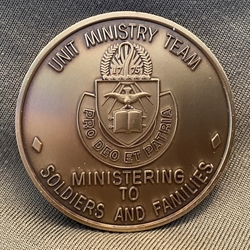 UNIT MINISTRY TEAM
1775
PRO DEO ET PATRIA
MINISTERING
TO
SOLDIERS AND FAMILIES